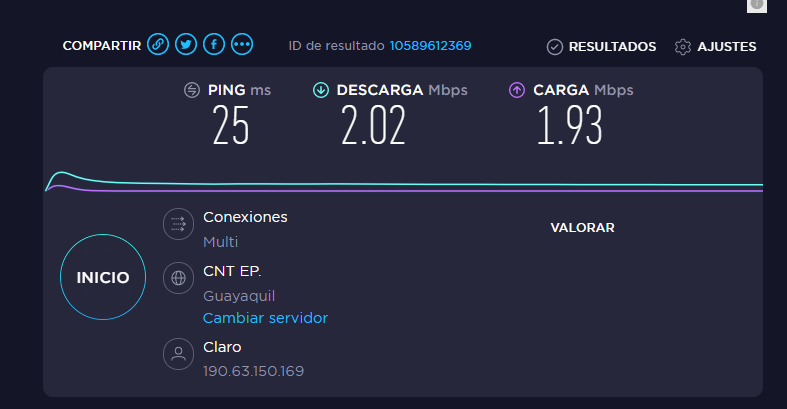 COMPARTIR ID de resultado 10589612369 RESULTADOS AJUSTES
PING ms DESCARGA Mbps CARGA Mbps
25 2.02 1.93
Conexiones
Multi
VALORAR
INICIO
CNT EP.
Guayaquil
Cambiar servidor
Claro
190.63.150.169